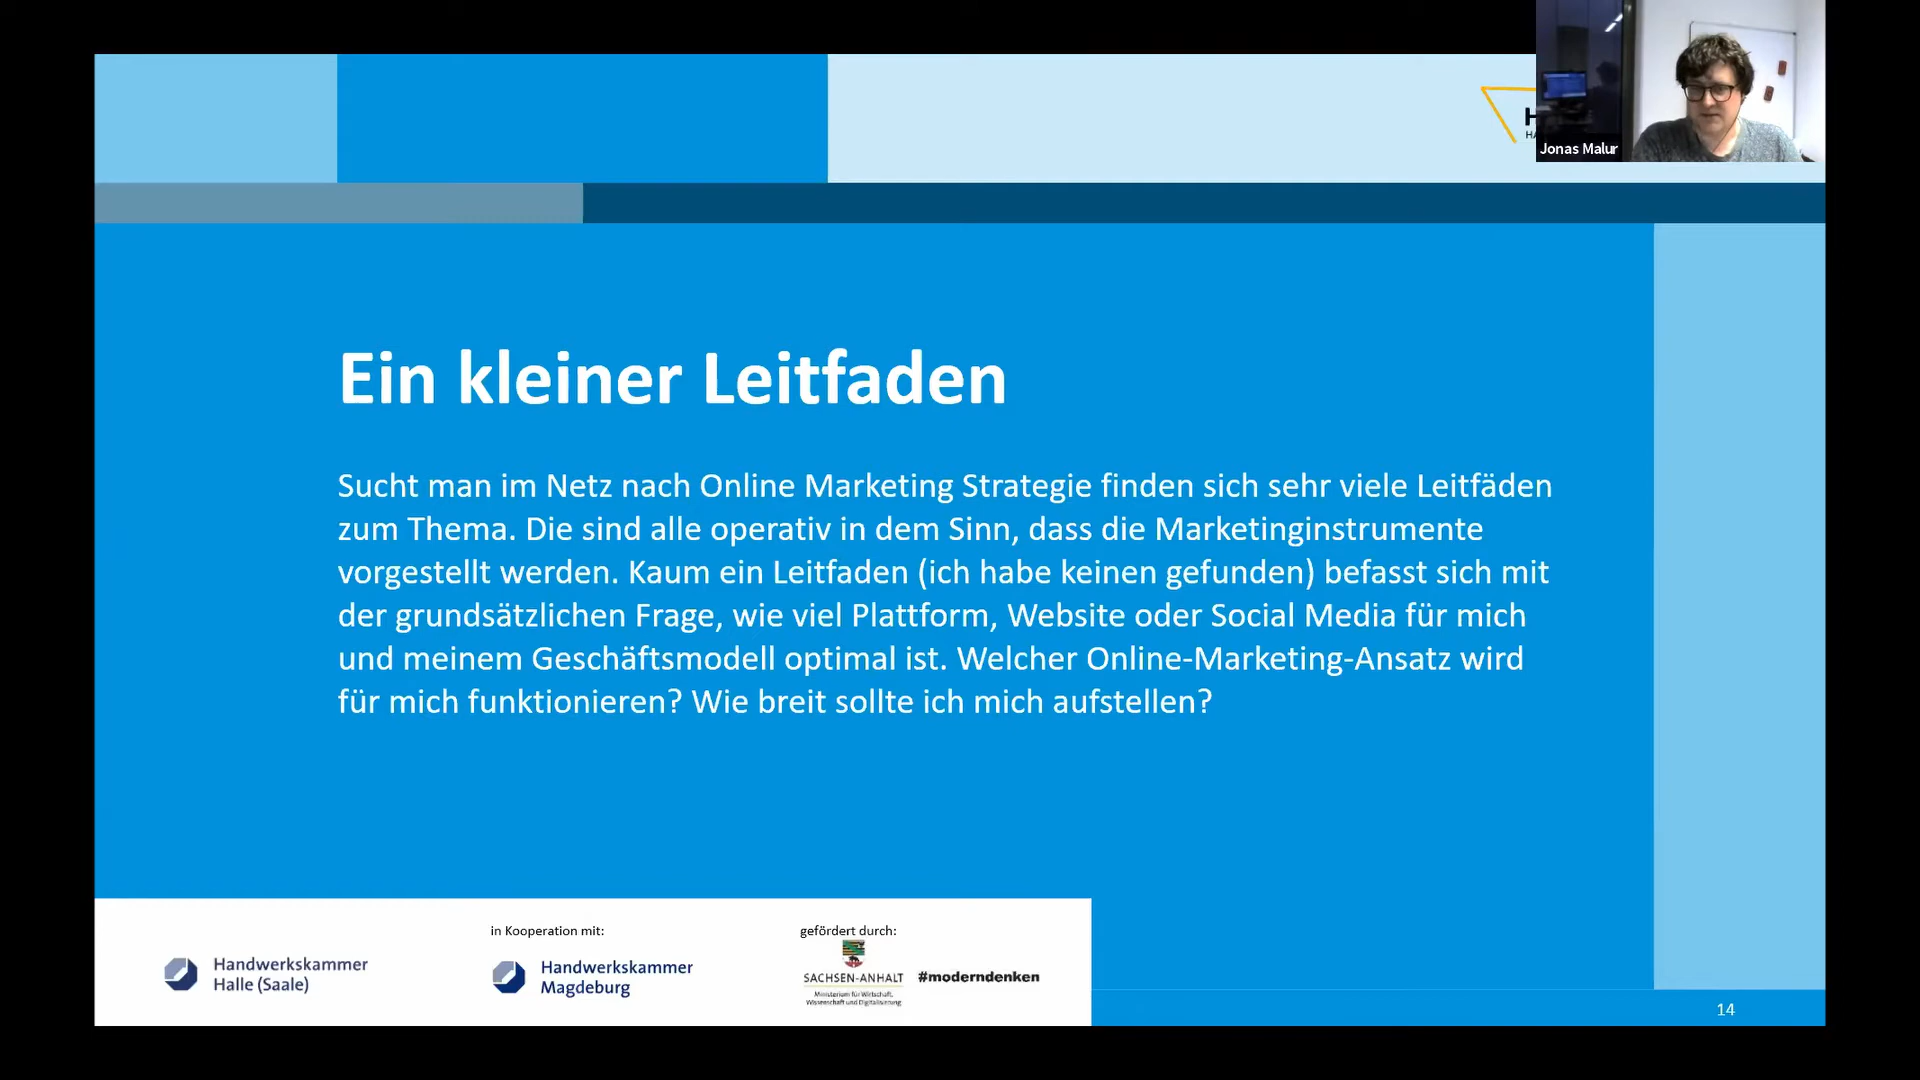 H
HA
Jonas Malur
Ein kleiner Leitfaden
Sucht man im Netz nach Online Marketing Strategie finden sich sehr viele Leitfäden
zum Thema. Die sind alle operativ in dem Sinn, dass die Marketinginstrumente
vorgestellt werden. Kaum ein Leitfaden (ich habe keinen gefunden) befasst sich mit
der grundsätzlichen Frage, wie viel Plattform, Website oder Social Media für mich
und meinem Geschäftsmodell optimal ist. Welcher Online-Marketing-Ansatz wird
für mich funktionieren? Wie breit sollte ich mich aufstellen?
Handwerkskammer
Halle (Saale)
in Kooperation mit:
Handwerkskammer
Magdeburg
gefördert durch:
SACHSEN-ANHALT
Ministerium für Wirtschaft,
Wissenschaft und Digitalisierung
#moderndenken
14